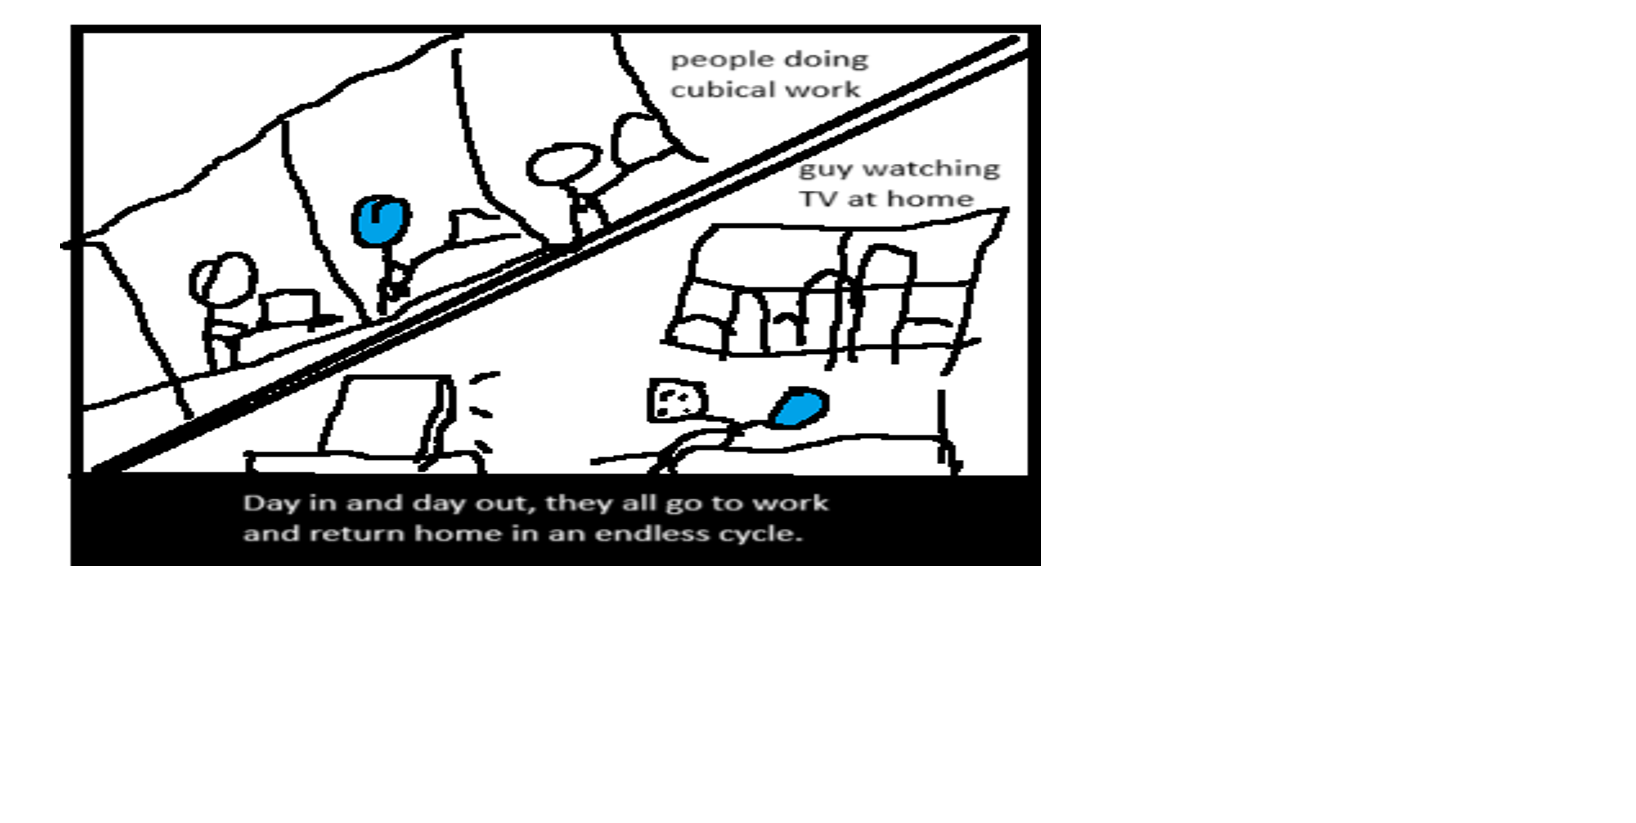 people doing
cubical work
guy watching
TV at home
Day in and day out, they all go to work
and return home in an endless cycle.